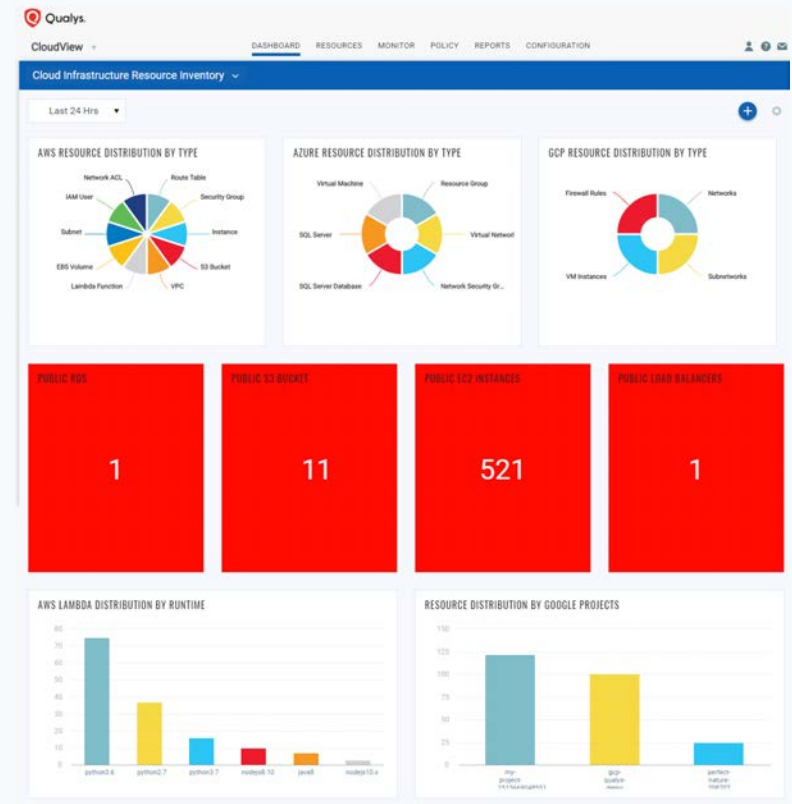 Qualys.
CloudView
DASHBOARD RESOURCES MONITOR POLICY REPORTS CONFIGURATION
Cloud Infrastructure Resource Inventory
Last 24 Hrs
AWS RESOURCE DISTRIBUTION BY TYPE
Network ACL
Route Table
IAM User
Security Group
Subnet
Instance
EBS Volume
S3 Bucket
Lambda Function
VPC
AZURE RESOURCE DISTRIBUTION BY TYPE
Virtual Machine
Resource Group
SQL Server
Virtual Network
SQL Server Database
Network Security Gr...
GCP RESOURCE DISTRIBUTION BY TYPE
Firewall Rules
Networks
VM Instances
Subnetworks
PUBLIC RDS
1
PUBLIC S3 BUCKET
11
PUBLIC EC2 INSTANCES
521
PUBLIC LOAD BALANCERS
1
AWS LAMBDA DISTRIBUTION BY RUNTIME
80
70
60
50
40
30
20
10
0
python3.6 python2.7 python3.7 nodejs8.10 java8 nodejs10.x
RESOURCE DISTRIBUTION BY GOOGLE PROJECTS
150
125
100
75
50
25
0
my-
project-
gcp-
qualys-
perfect-
nature-